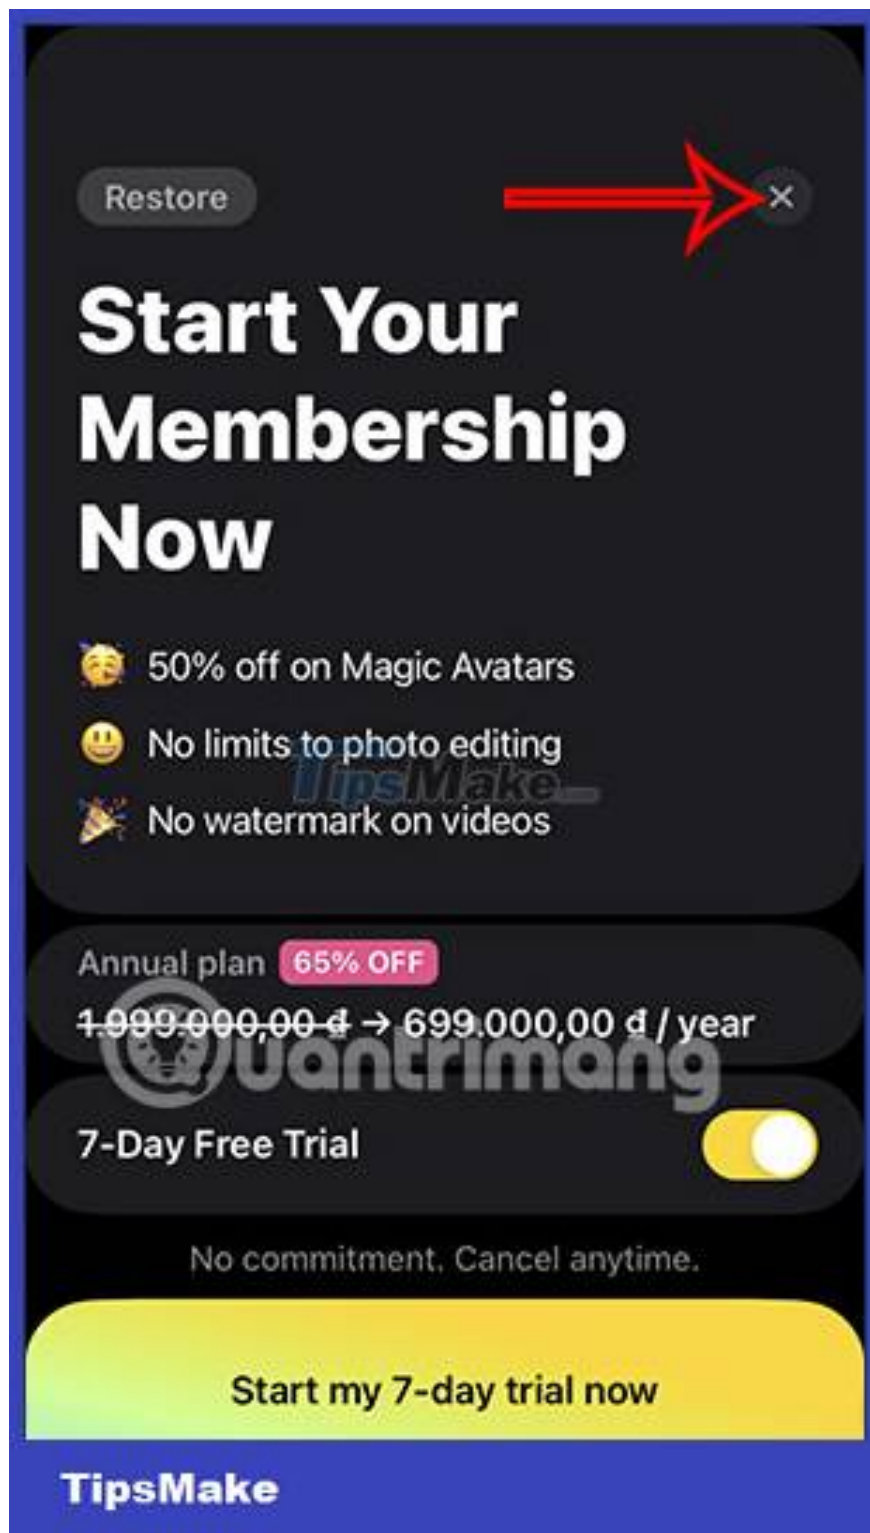 Restore
Start Your
Membership
Now
50% off on Magic Avatars
No limits to photo editing
TipsMake
No watermark on videos
Annual plan 65% OFF
1.999.000,00 ₫ → 699.000,00 ₫ / year
Quantrimang
7-Day Free Trial
No commitment. Cancel anytime.
Start my 7-day trial now
TipsMake